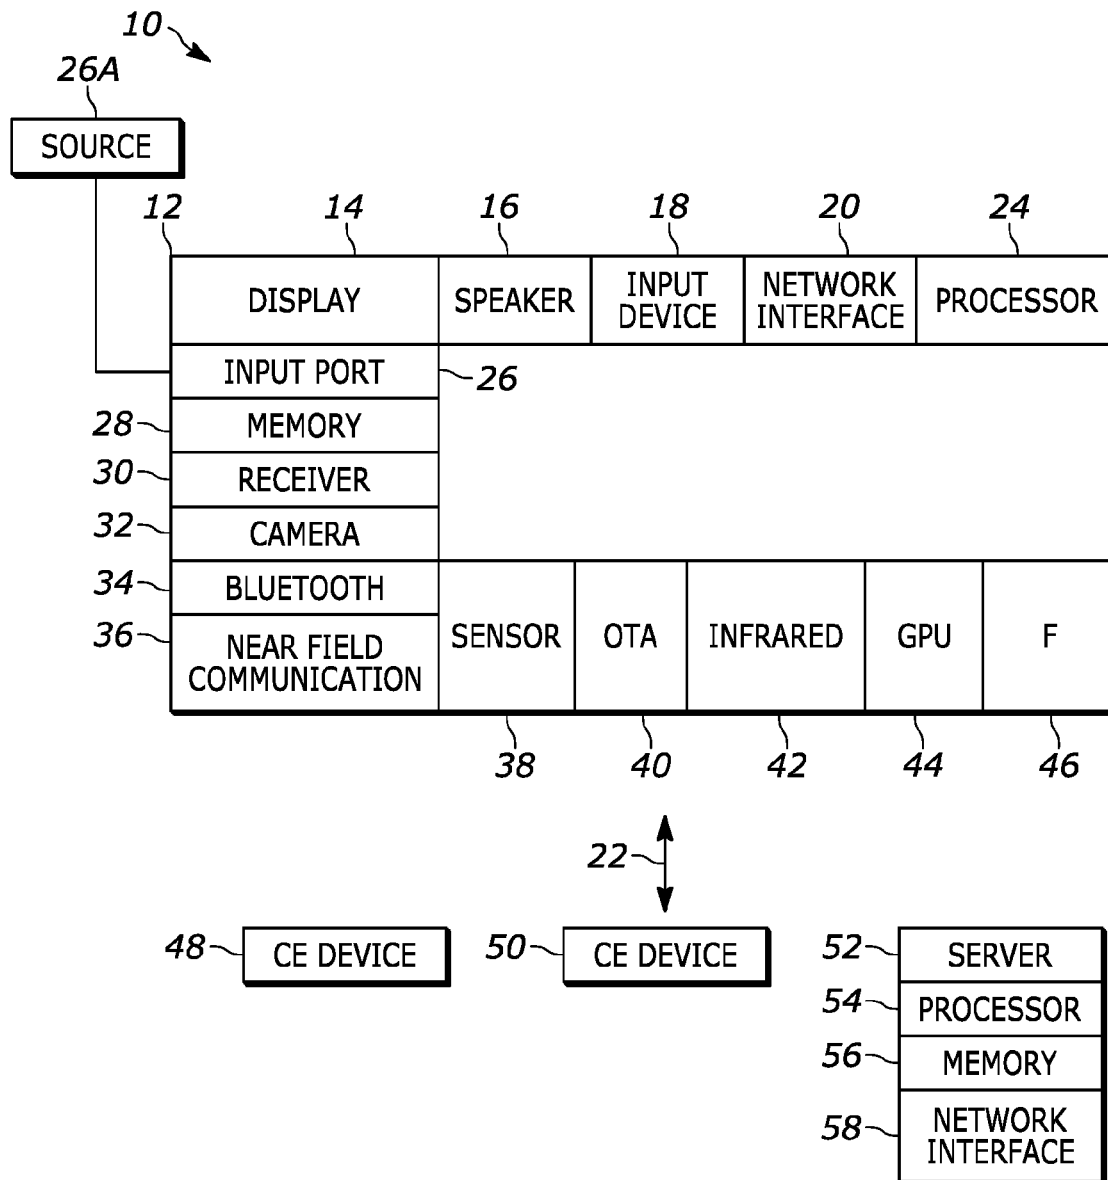 10
26A
SOURCE
12 14 16 18 20 24
DISPLAY
SPEAKER
INPUT
DEVICE
NETWORK
INTERFACE
PROCESSOR
INPUT PORT
26
28
MEMORY
30
RECEIVER
32
CAMERA
34
BLUETOOTH
36
NEAR FIELD
COMMUNICATION
SENSOR
OTA
INFRARED
GPU
F
38 40 42 44 46
22
48
CE DEVICE
50
CE DEVICE
52
SERVER
54
PROCESSOR
56
MEMORY
58
NETWORK
INTERFACE